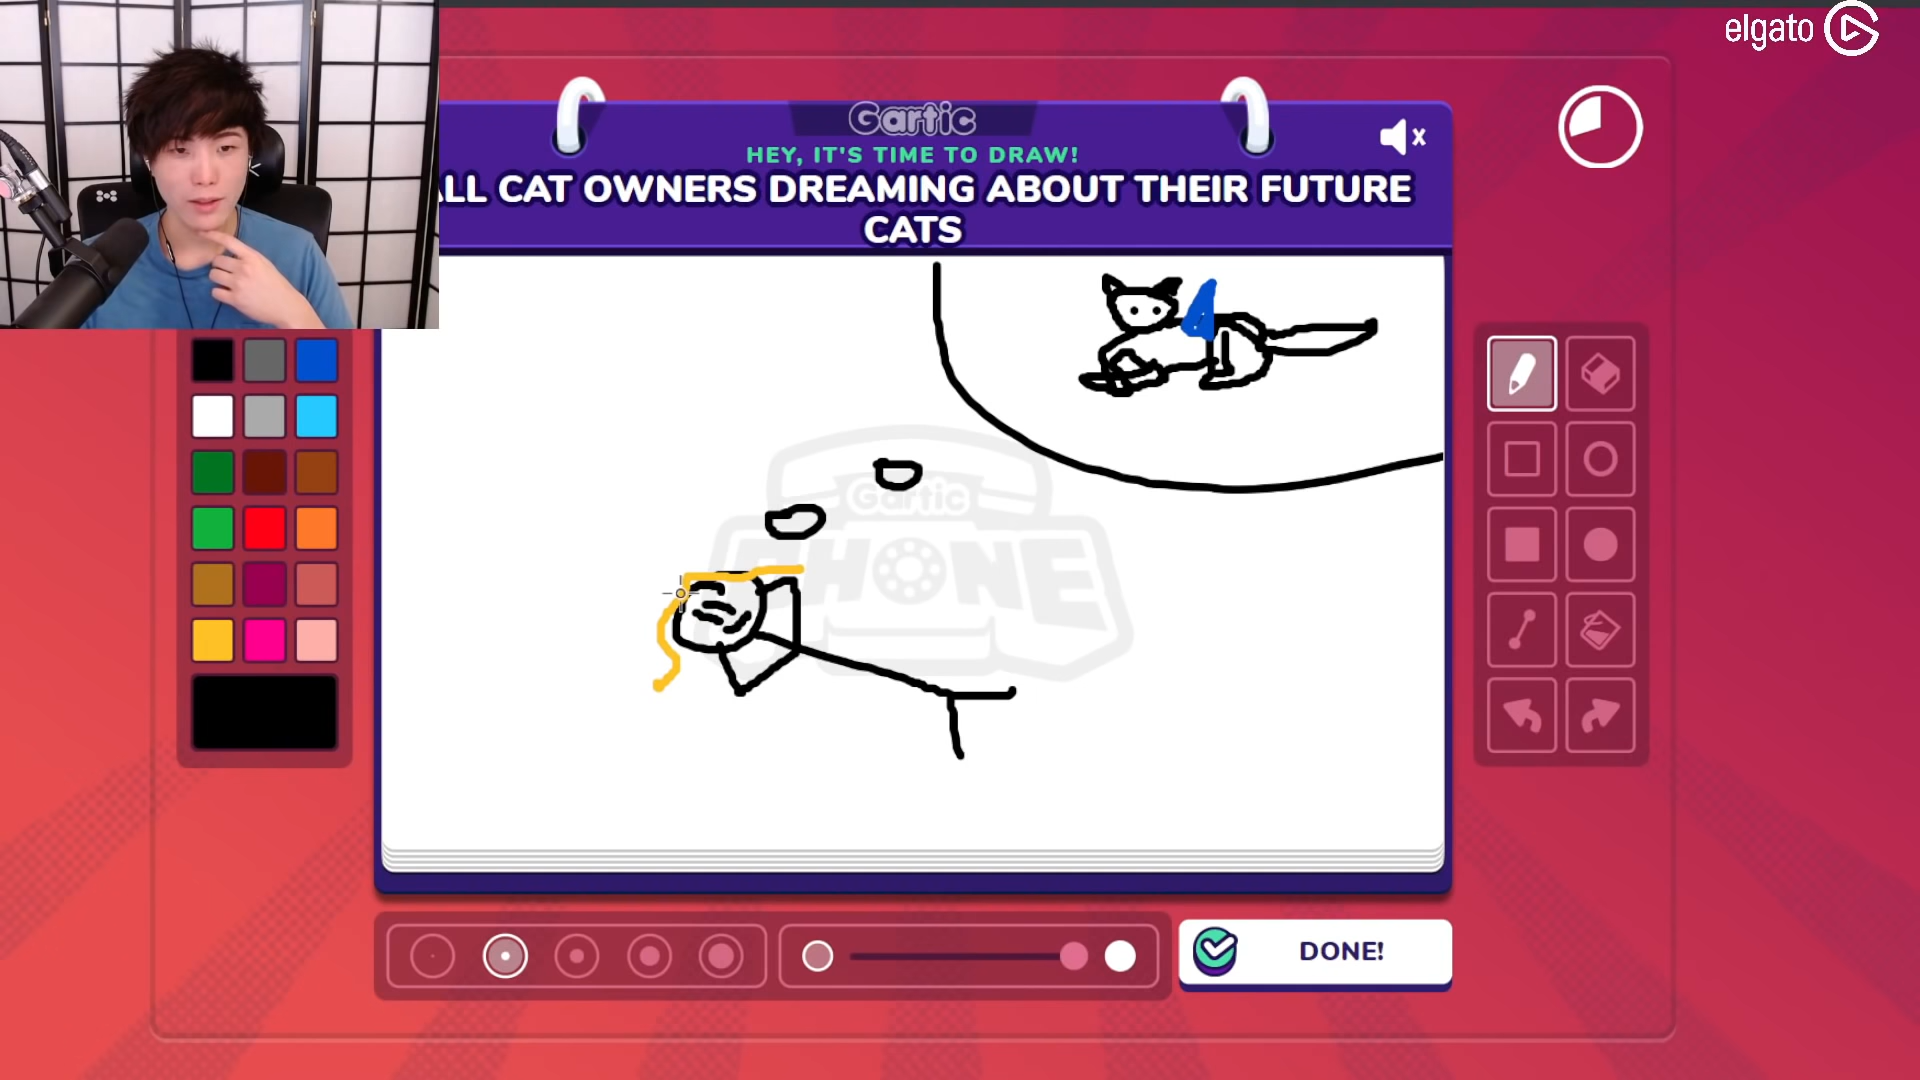 elgato
Gartic
HEY, IT'S TIME TO DRAW!
LL CAT OWNERS DREAMING ABOUT THEIR FUTURE
CATS
Gartic
PHONE
DONE!